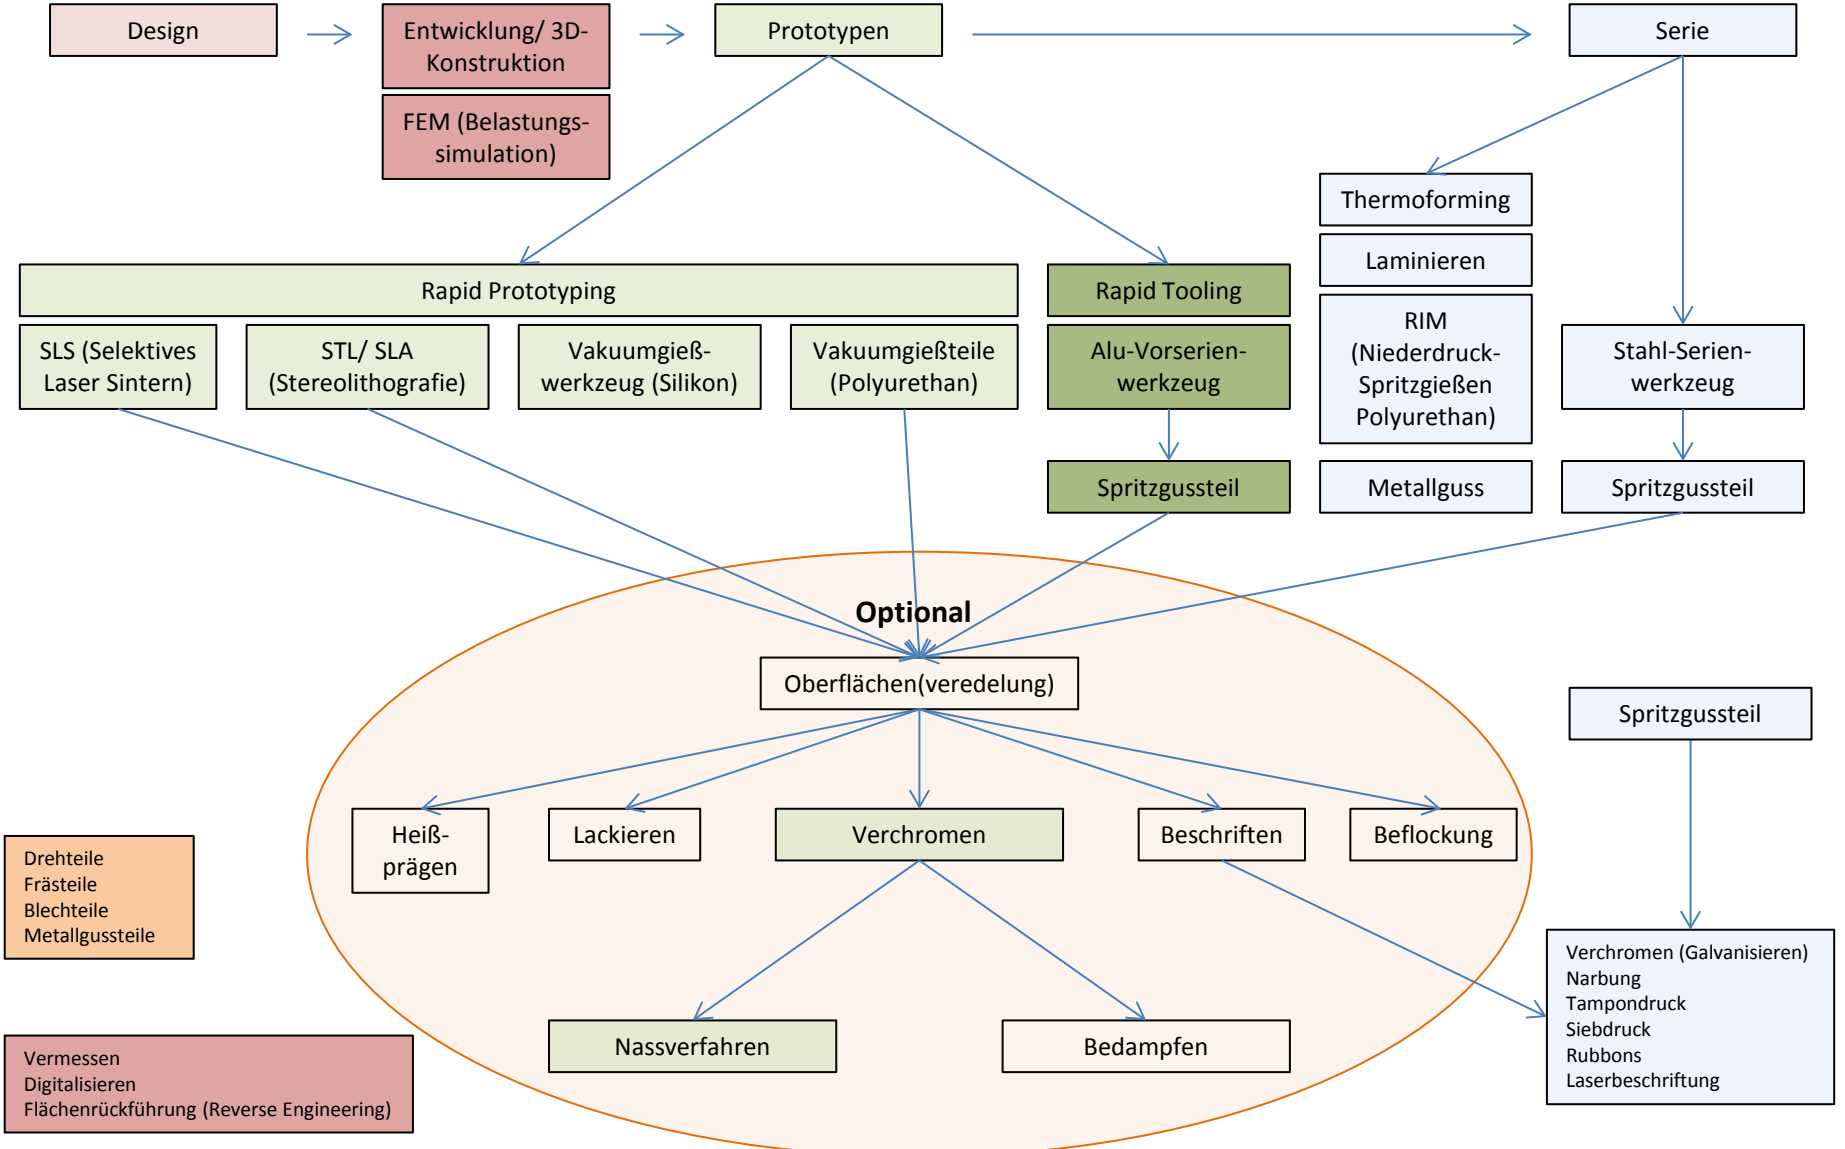 Design
Entwicklung/ 3D-
Konstruktion
Prototypen
Serie
FEM (Belastungs-
simulation)
Thermoforming
Laminieren
Rapid Prototyping
Rapid Tooling
RIM
(Niederdruck-
Spritzgießen
Polyurethan)
SLS (Selektives
Laser Sintern)
STL/ SLA
(Stereolithografie)
Vakuumgieß-
werkzeug (Silikon)
Vakuumgießteile
(Polyurethan)
Alu-Vorserien-
werkzeug
Stahl-Serien-
werkzeug
Spritzgussteil
Metallguss
Spritzgussteil
Optional
Oberflächen(veredelung)
Spritzgussteil
Heiß-
prägen
Lackieren
Verchromen
Beschriften
Beflockung
Drehteile
Frästeile
Blechteile
Metallgussteile
Verchromen (Galvanisieren)
Narbung
Tampondruck
Siebdruck
Rubbons
Laserbeschriftung
Nassverfahren
Bedampfen
Vermessen
Digitalisieren
Flächenrückführung (Reverse Engineering)